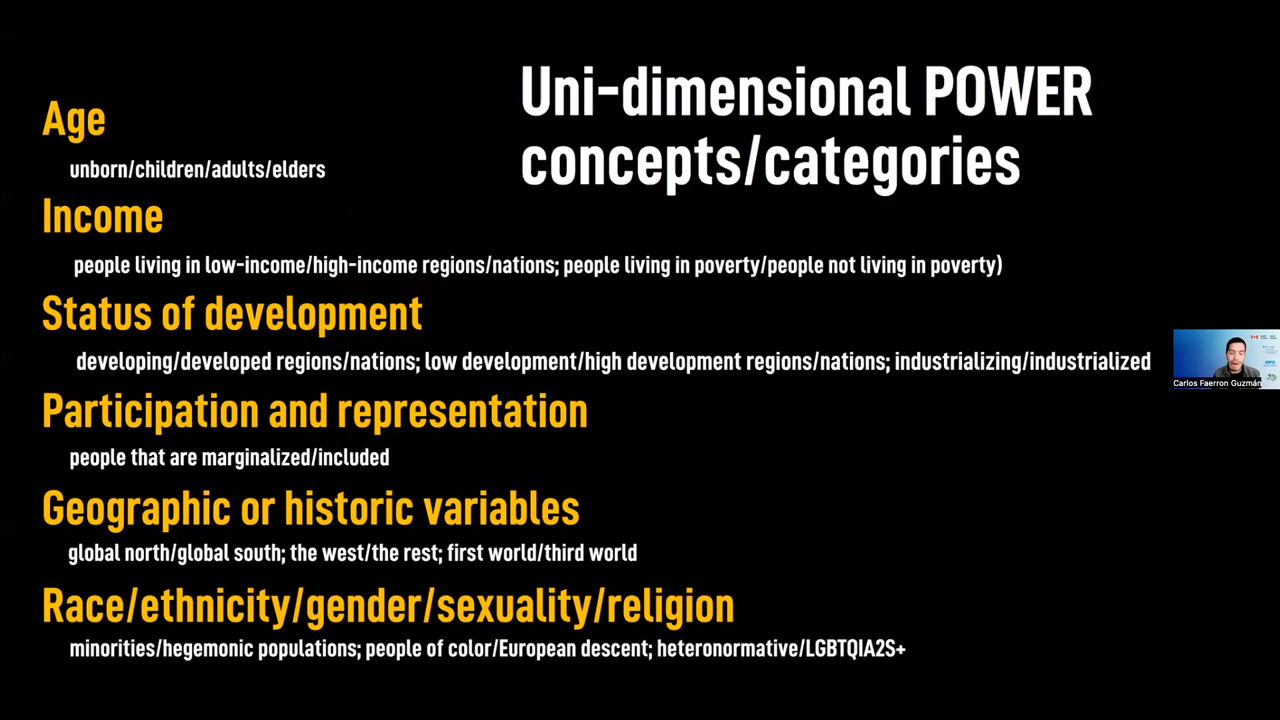 Uni-dimensional POWER
concepts/categories
Age
unborn/children/adults/elders
Income
people living in low-income/high-income regions/nations; people living in poverty/people not living in poverty)
Status of development
developing/developed regions/nations; low development/high development regions/nations; industrializing/industrialized
Participation and representation
people that are marginalized/included
Geographic or historic variables
global north/global south; the west/the rest; first world/third world
Race/ethnicity/gender/sexuality/religion
minorities/hegemonic populations; people of color/European descent; heteronormative/LGBTQIA2S+
Carlos Faerron Guzmán